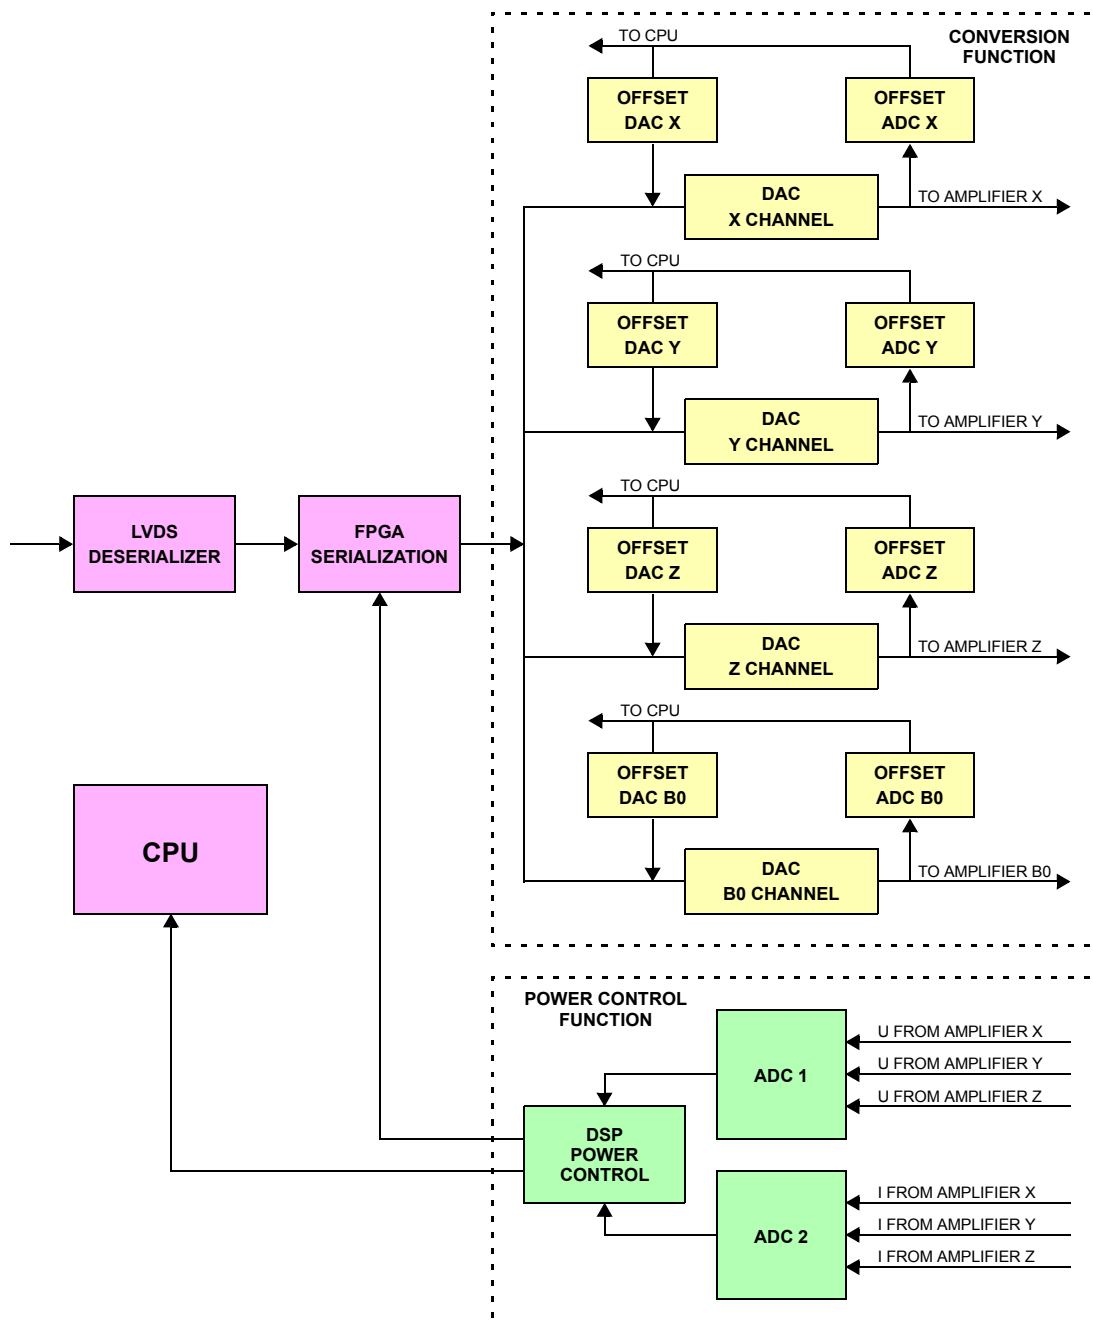 CONVERSION
FUNCTION
TO CPU
OFFSET
DAC X
OFFSET
ADC X
DAC
X CHANNEL
TO AMPLIFIER X
TO CPU
OFFSET
DAC Y
OFFSET
ADC Y
DAC
Y CHANNEL
TO AMPLIFIER Y
LVDS
DESERIALIZER
FPGA
SERIALIZATION
TO CPU
OFFSET
DAC Z
OFFSET
ADC Z
DAC
Z CHANNEL
TO AMPLIFIER Z
TO CPU
OFFSET
DAC B0
OFFSET
ADC B0
DAC
B0 CHANNEL
TO AMPLIFIER B0
CPU
POWER CONTROL
FUNCTION
ADC 1
U FROM AMPLIFIER X
U FROM AMPLIFIER Y
U FROM AMPLIFIER Z
DSP
POWER
CONTROL
ADC 2
I FROM AMPLIFIER X
I FROM AMPLIFIER Y
I FROM AMPLIFIER Z